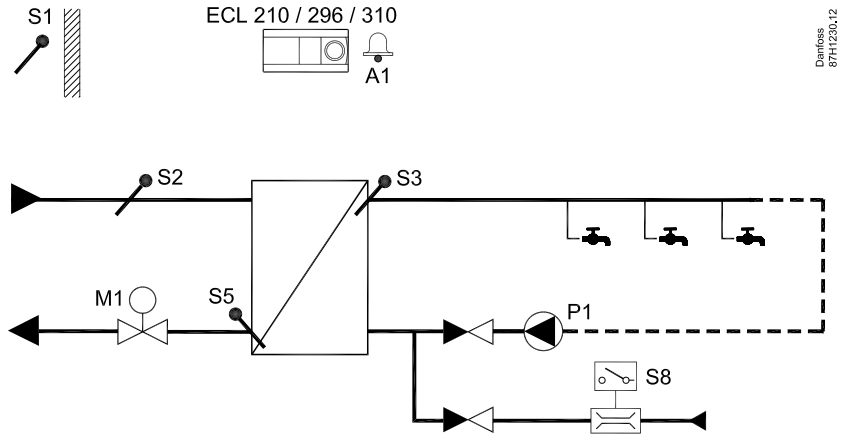 S1
ECL 210 / 296 / 310
A1
Danfoss
87H1230.12
S2
S3
M1
S5
P1
S8